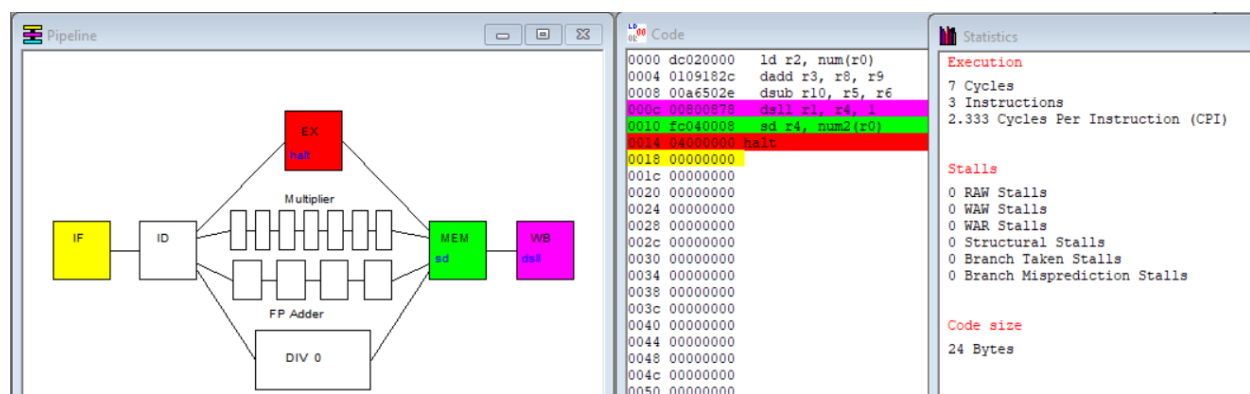 Pipeline
EX
halt
Multiplier
IF
ID
MEM
sd
WB
dsll
FP Adder
DIV 0
Code
0000 dc020000 ld r2, num(r0)
0004 0109182c dadd r3, r8, r9
0008 00a6502e dsub r10, r5, r6
000c 00800878 dsll r1, r4, 1
0010 fc040008 sd r4, num2(r0)
0014 04000000 halt
0018 00000000
001c 00000000
0020 00000000
0024 00000000
0028 00000000
002c 00000000
0030 00000000
0034 00000000
0038 00000000
003c 00000000
0040 00000000
0044 00000000
0048 00000000
004c 00000000
0050 00000000
Statistics
Execution
7 Cycles
3 Instructions
2.333 Cycles Per Instruction (CPI)
Stalls
0 RAW Stalls
0 WAW Stalls
0 WAR Stalls
0 Structural Stalls
0 Branch Taken Stalls
0 Branch Misprediction Stalls
Code size
24 Bytes